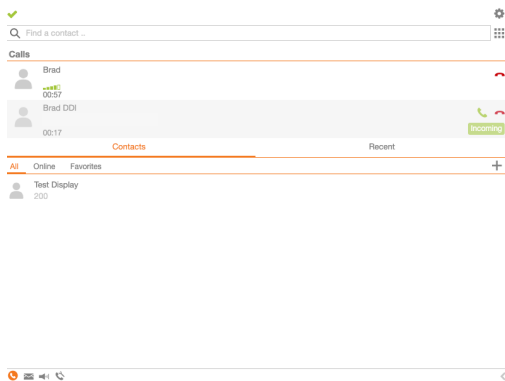 Find a contact ..
Calls
Brad
00:57
Brad DDI
00:17
Incoming
Contacts Recent
All Online Favorites
Test Display
200